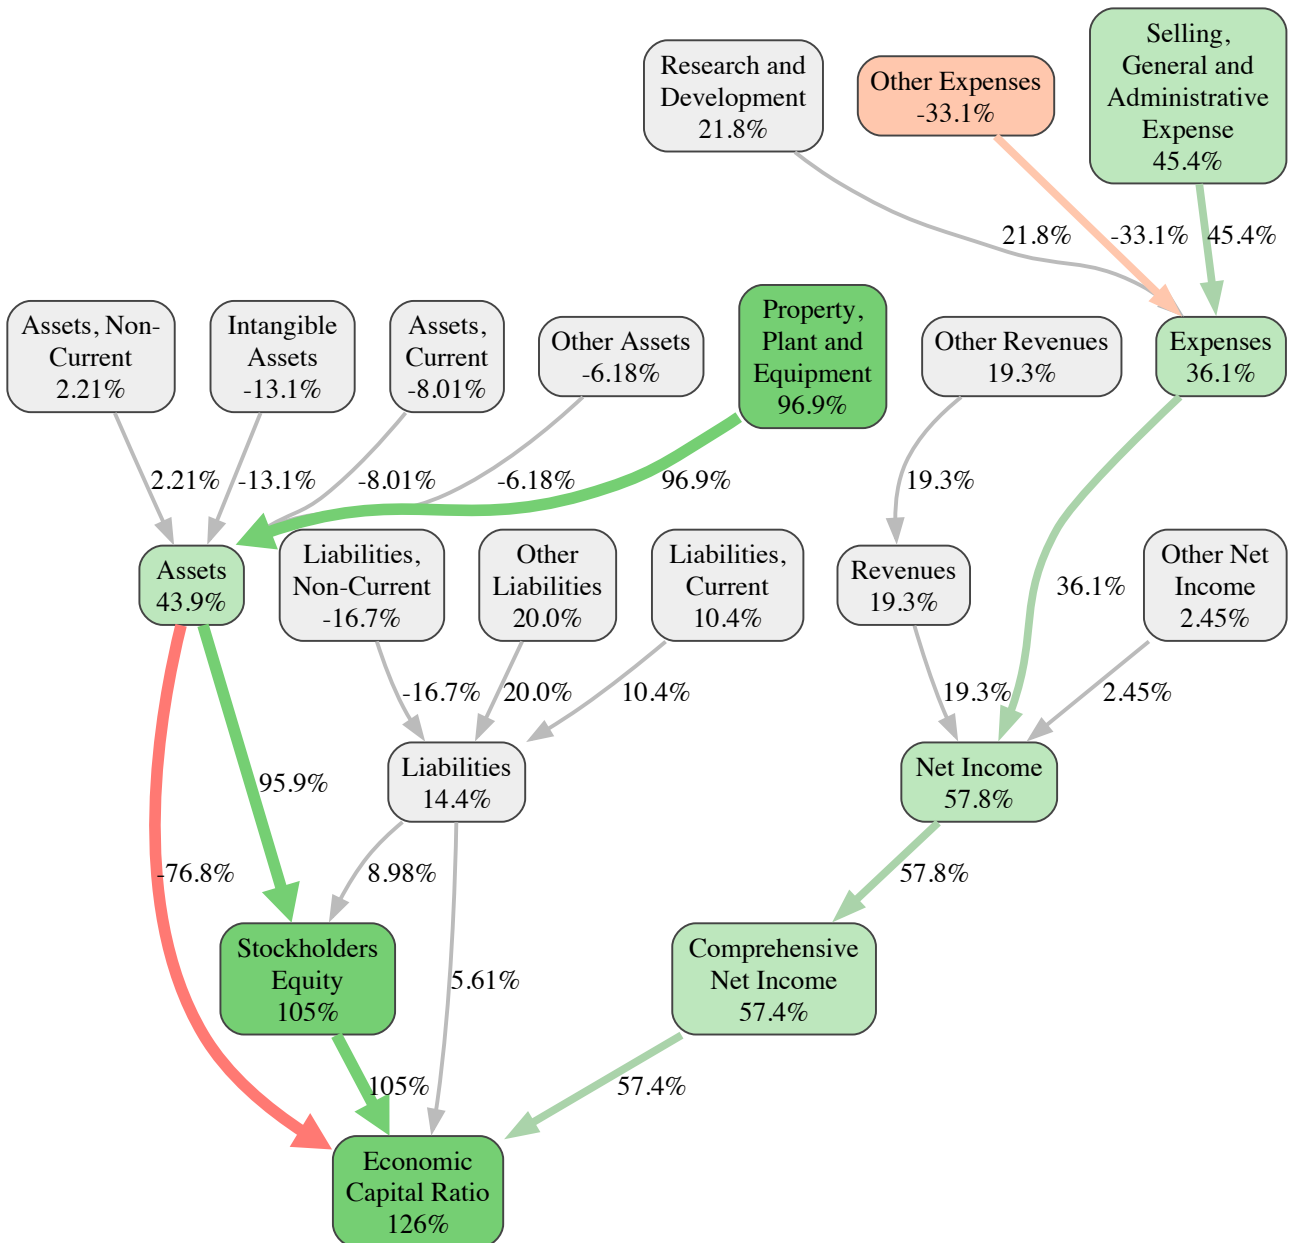 Research and
Development
21.8%
Other Expenses
-33.1%
Selling,
General and
Administrative
Expense
45.4%
21.8%
-33.1%
45.4%
Assets, Non-
Current
2.21%
Intangible
Assets
-13.1%
Assets,
Current
-8.01%
Other Assets
-6.18%
Property,
Plant and
Equipment
96.9%
Other Revenues
19.3%
Expenses
36.1%
2.21%
-13.1%
-8.01%
-6.18%
96.9%
19.3%
Assets
43.9%
Liabilities,
Non-Current
-16.7%
Other
Liabilities
20.0%
Liabilities,
Current
10.4%
Revenues
19.3%
36.1%
Other Net
Income
2.45%
-16.7%
20.0%
10.4%
19.3%
2.45%
95.9%
Liabilities
14.4%
Net Income
57.8%
-76.8%
8.98%
57.8%
Stockholders
Equity
105%
5.61%
Comprehensive
Net Income
57.4%
105%
57.4%
Economic
Capital Ratio
126%